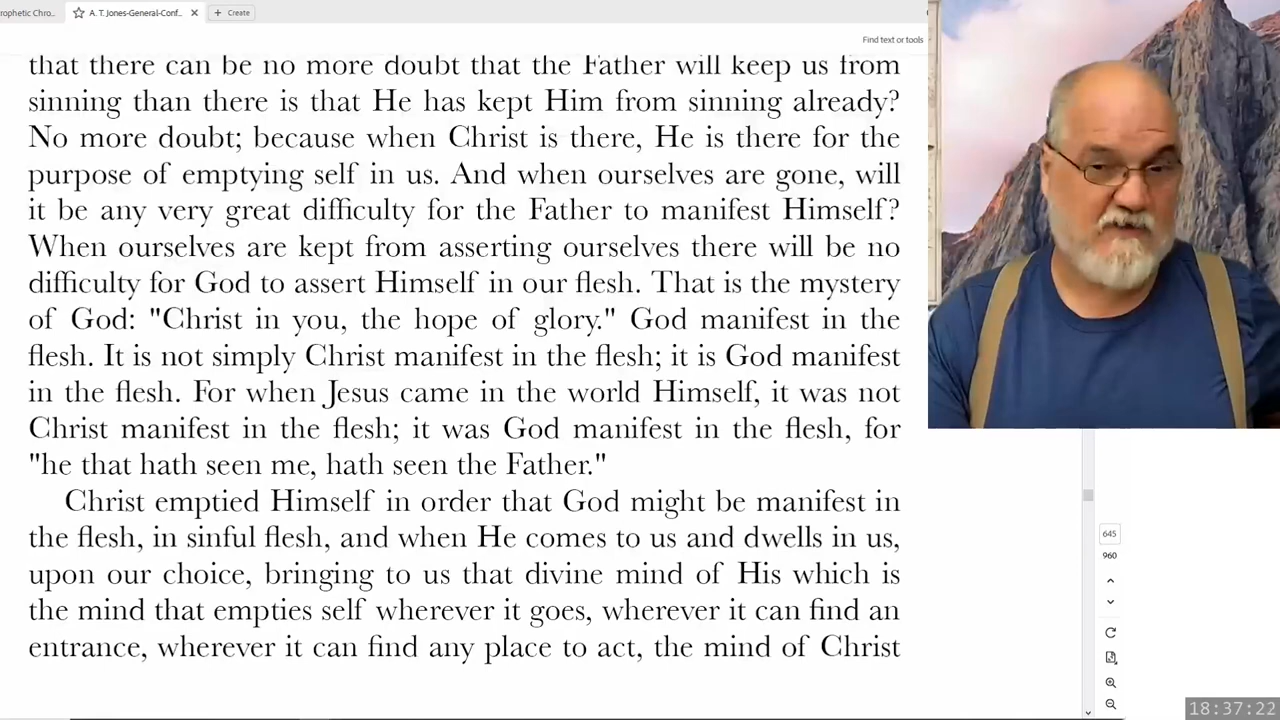 rophetic Chro...
A. T. Jones-General-Conf...
Create
Find text or tools
that there can be no more doubt that the Father will keep us from
sinning than there is that He has kept Him from sinning already?
No more doubt; because when Christ is there, He is there for the
purpose of emptying self in us. And when ourselves are gone, will
it be any very great difficulty for the Father to manifest Himself?
When ourselves are kept from asserting ourselves there will be no
difficulty for God to assert Himself in our flesh. That is the mystery
of God: "Christ in you, the hope of glory." God manifest in the
flesh. It is not simply Christ manifest in the flesh; it is God manifest
in the flesh. For when Jesus came in the world Himself, it was not
Christ manifest in the flesh; it was God manifest in the flesh, for
"he that hath seen me, hath seen the Father."
Christ emptied Himself in order that God might be manifest in
the flesh, in sinful flesh, and when He comes to us and dwells in us,
upon our choice, bringing to us that divine mind of His which is
the mind that empties self wherever it goes, wherever it can find an
entrance, wherever it can find any place to act, the mind of Christ
645
960
18:37:22